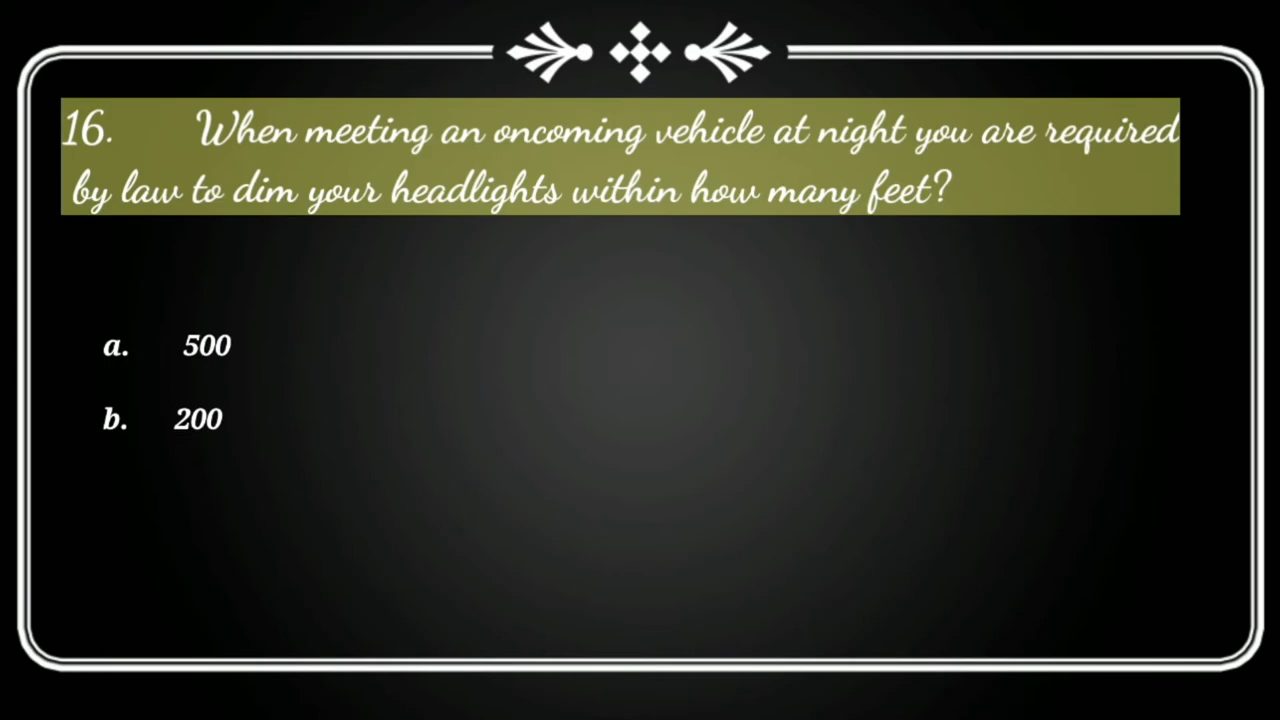 16. When meeting an oncoming vehicle at night you are required
by law to dim your headlights within how many feet?
a. 500
b. 200